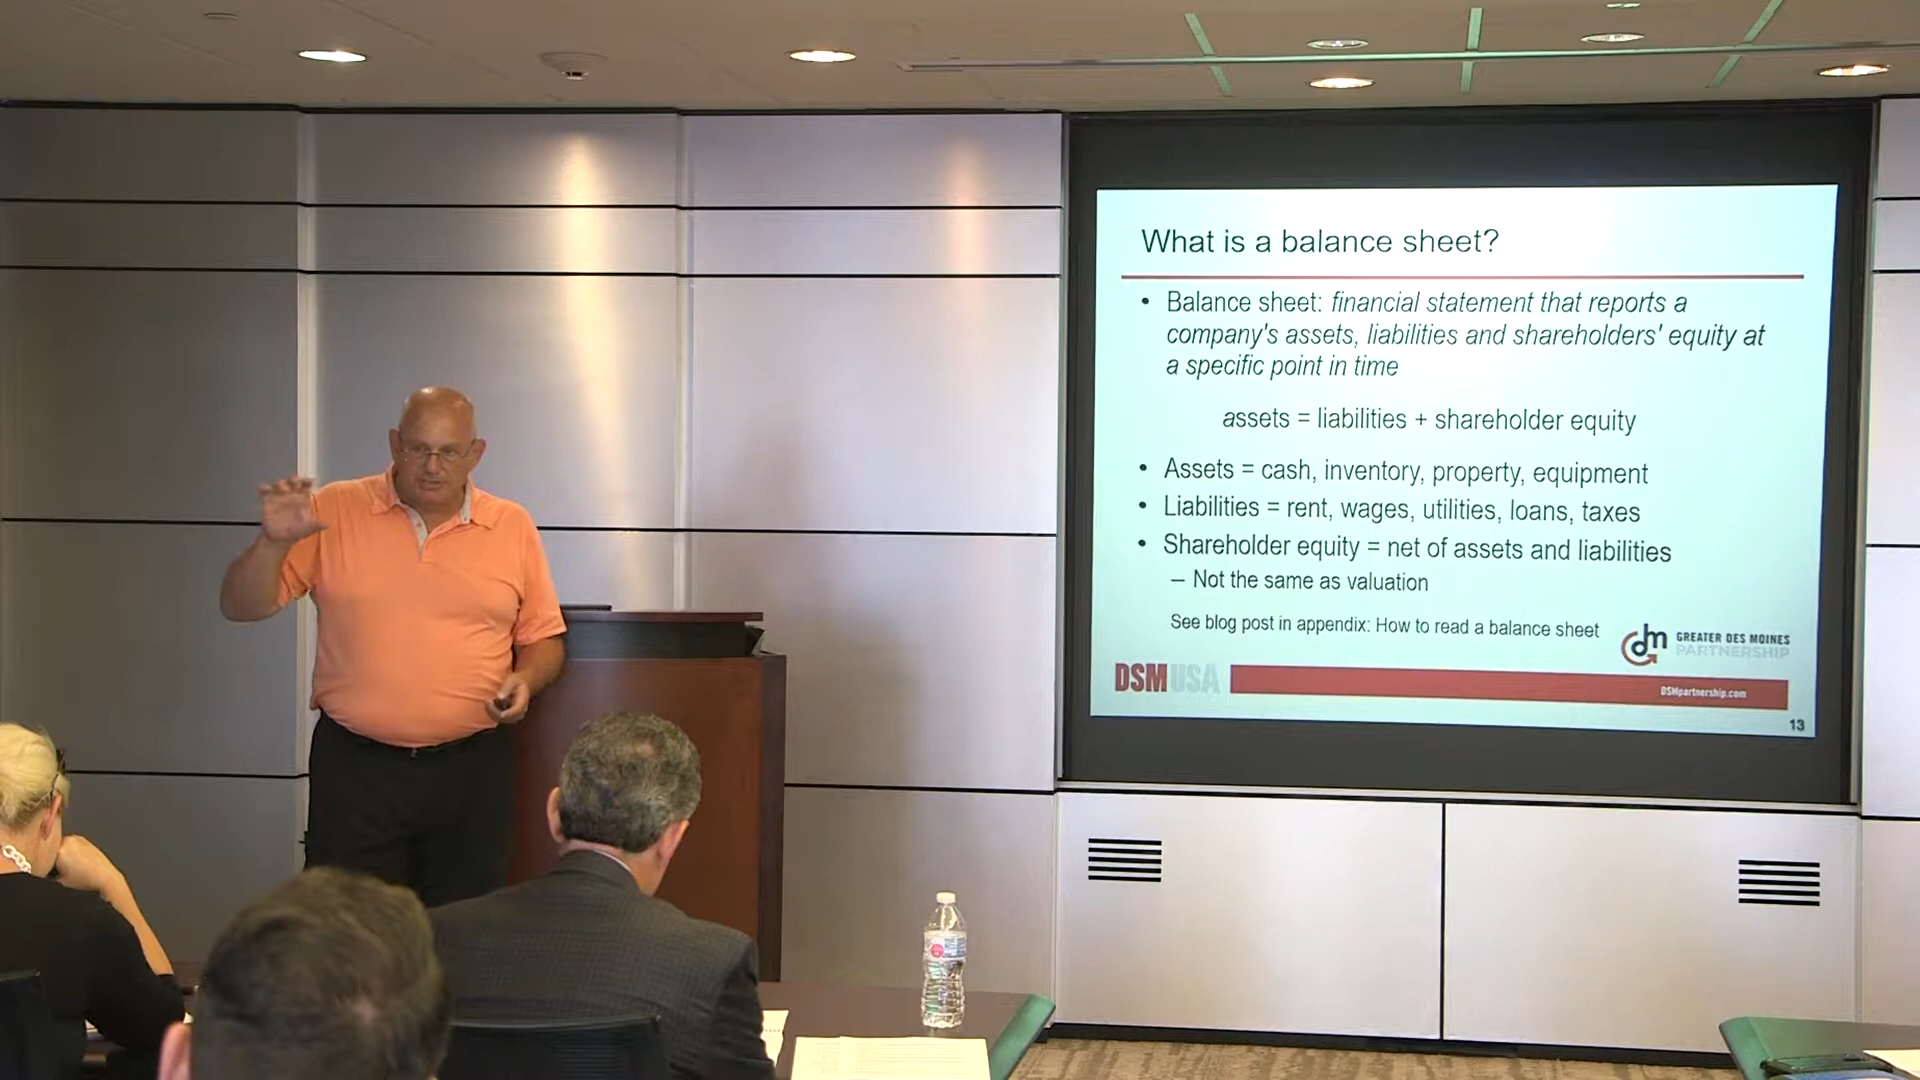 What is a balance sheet?
• Balance sheet: financial statement that reports a
company's assets, liabilities and shareholders' equity at
a specific point in time
assets = liabilities + shareholder equity
• Assets = cash, inventory, property, equipment
• Liabilities = rent, wages, utilities, loans, taxes
• Shareholder equity = net of assets and liabilities
– Not the same as valuation
See blog post in appendix: How to read a balance sheet
dm GREATER DES MOINES
PARTNERSHIP
DSM USA
DSMpartnership.com
13